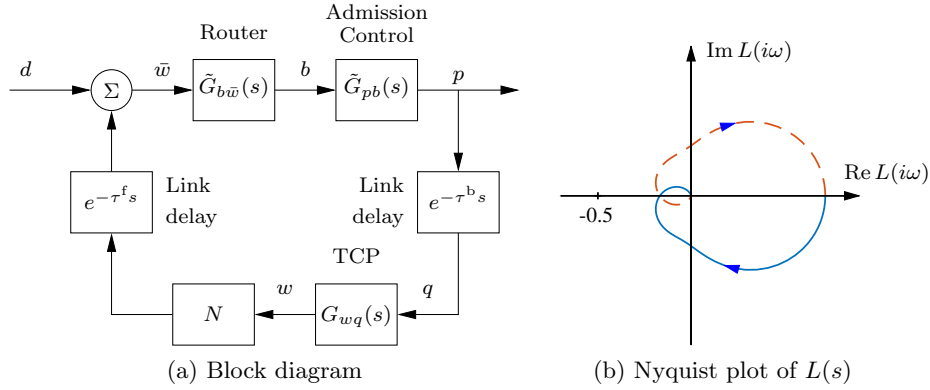 Admission
Control
Router
d
Σ
w̄
G̃_{bw̄}(s)
b
G̃_{pb}(s)
p
e^{-τ^f s}
Link
delay
Link
delay
e^{-τ^b s}
TCP
N
w
G_{wq}(s)
q
(a) Block diagram
Im L(iω)
Re L(iω)
-0.5
(b) Nyquist plot of L(s)